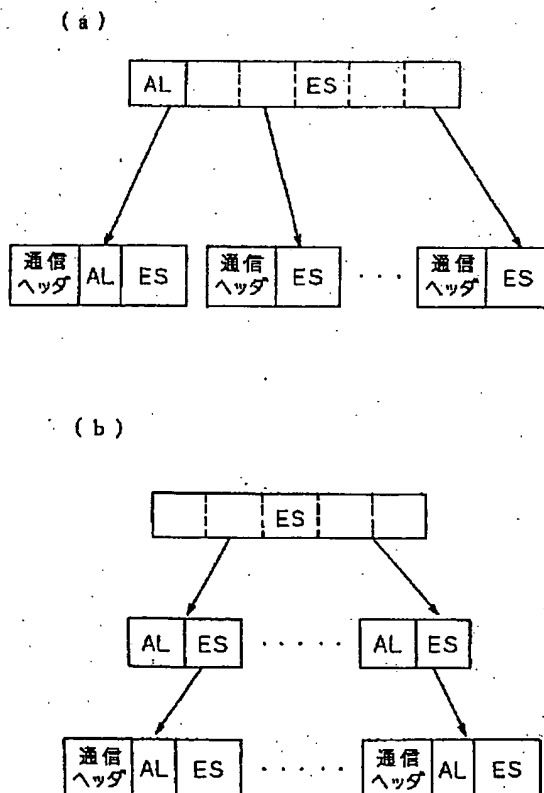 (a)
AL ES
通信 ヘッダ AL ES 通信 ヘッダ ES ・・・ 通信 ヘッダ ES
(b)
ES
AL ES ・・・・・ AL ES
通信 ヘッダ AL ES ・・・・・ 通信 ヘッダ AL ES